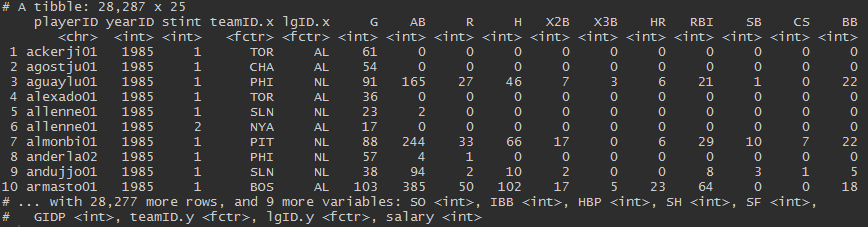 # A tibble: 28,287 x 25
playerID yearID stint teamID.x lgID.x G AB R H X2B X3B HR RBI SB CS BB
<chr> <int> <int> <fctr> <fctr> <int> <int> <int> <int> <int> <int> <int> <int> <int> <int> <int>
1 ackerji01 1985 1 TOR AL 61 0 0 0 0 0 0 0 0 0 0
2 agostju01 1985 1 CHA AL 54 0 0 0 0 0 0 0 0 0 0
3 aguaylu01 1985 1 PHI NL 91 165 27 46 7 3 6 21 1 0 22
4 alexado01 1985 1 TOR AL 36 0 0 0 0 0 0 0 0 0 0
5 allenne01 1985 1 SLN NL 23 2 0 0 0 0 0 0 0 0 0
6 allenne01 1985 2 NYA AL 17 0 0 0 0 0 0 0 0 0 0
7 almonbi01 1985 1 PIT NL 88 244 33 66 17 0 6 29 10 7 22
8 anderla02 1985 1 PHI NL 57 4 1 0 0 0 0 0 0 0 0
9 andujjo01 1985 1 SLN NL 38 94 2 10 2 0 0 8 3 1 5
10 armasto01 1985 1 BOS AL 103 385 50 102 17 5 23 64 0 0 18
# ... with 28,277 more rows, and 9 more variables: SO <int>, IBB <int>, HBP <int>, SH <int>, SF <int>,
# GIDP <int>, teamID.y <fctr>, lgID.y <fctr>, salary <int>